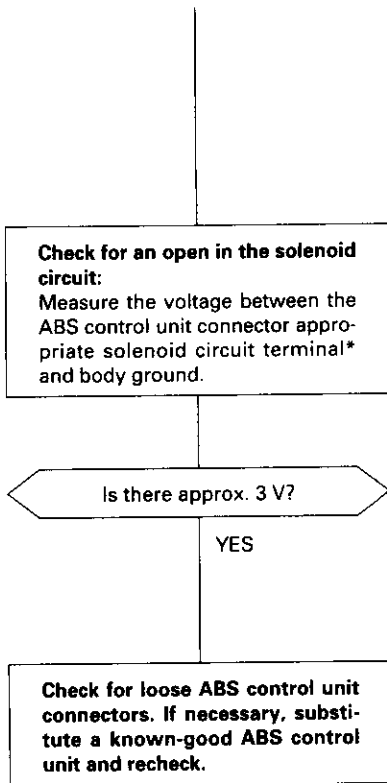 Check for an open in the solenoid
circuit:
Measure the voltage between the
ABS control unit connector appro-
priate solenoid circuit terminal*
and body ground.
Is there approx. 3 V?
YES
Check for loose ABS control unit
connectors. If necessary, substi-
tute a known-good ABS control
unit and recheck.